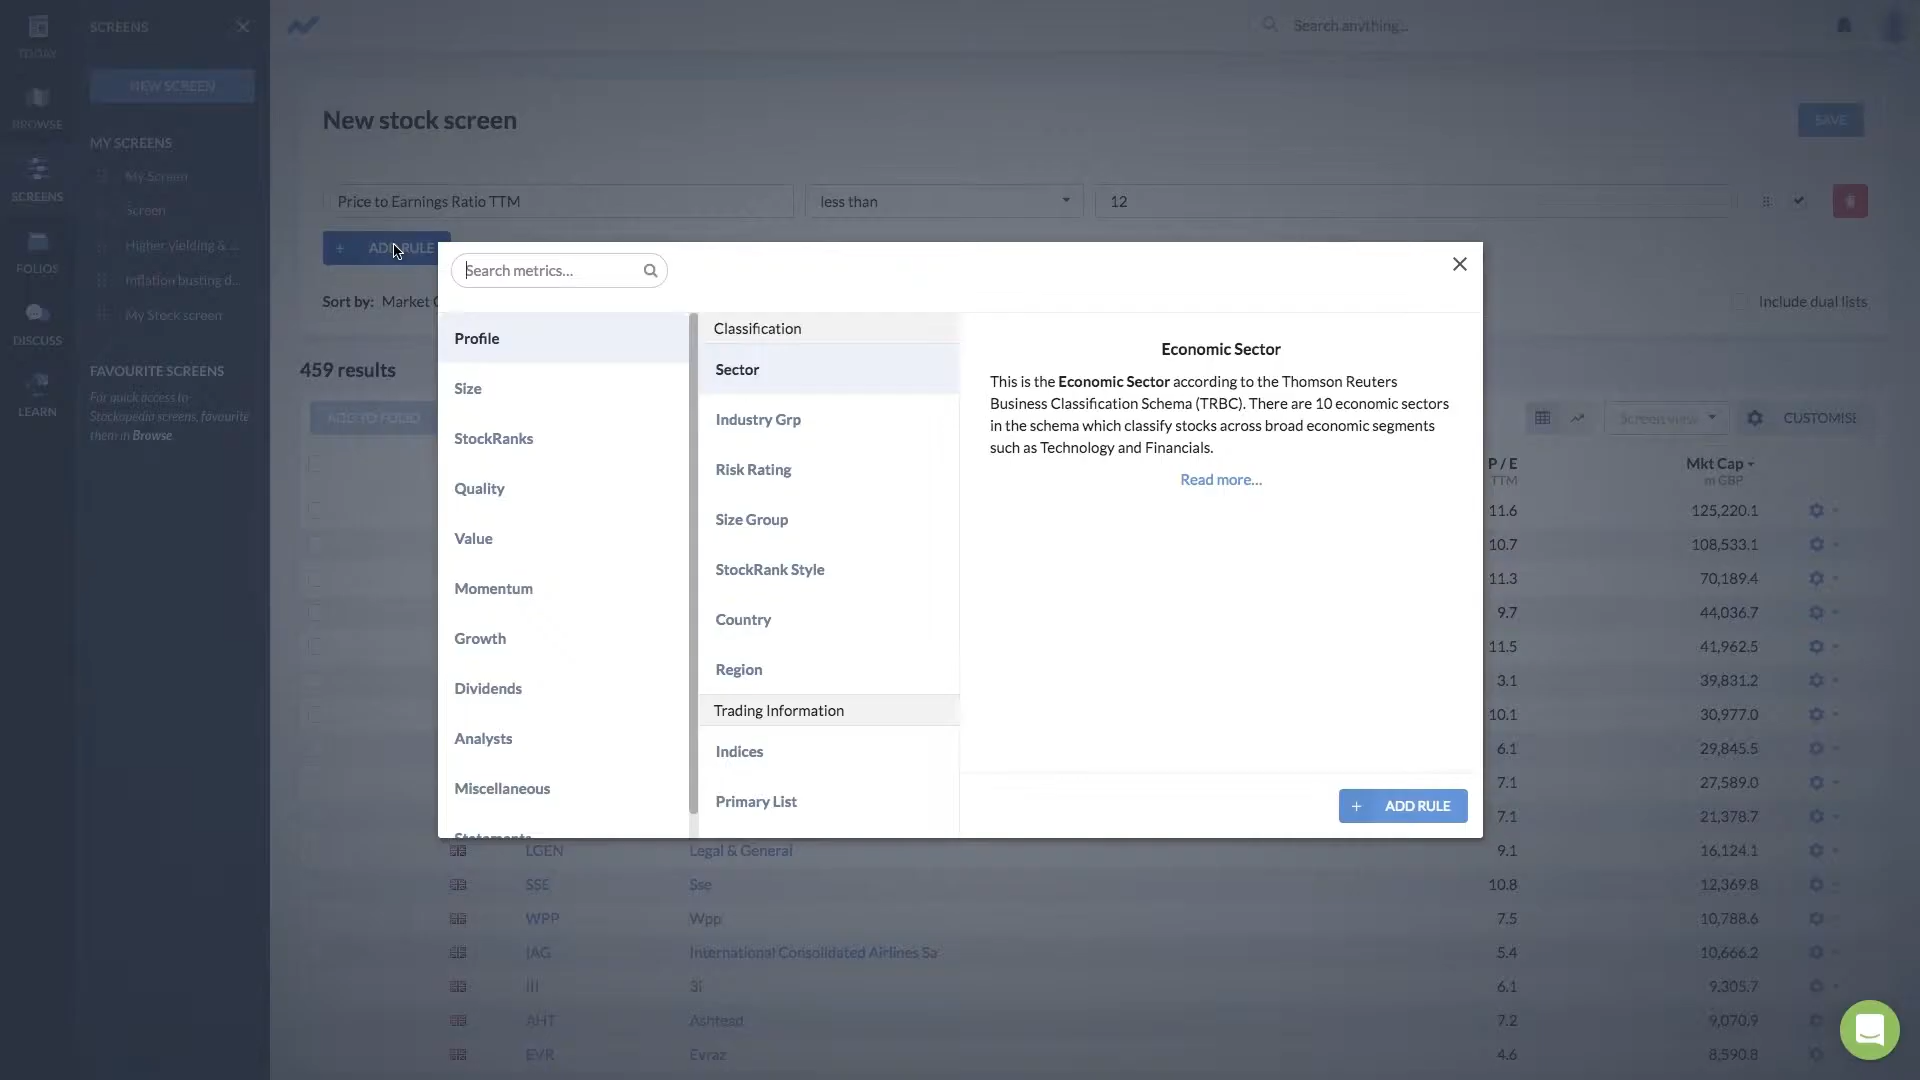 TODAY
BROWSE
SCREENS
FOLIOS
DISCUSS
LEARN
SCREENS
NEW SCREEN
MY SCREENS
My Screen
Screen
Higher yielding & ...
Inflation busting d...
My Stock screen
FAVOURITE SCREENS
For quick access to
Stockopedia screens, favourite
them in Browse.
Search anything...
New stock screen
SAVE
Price to Earnings Ratio TTM
less than
12
+ ADD RULE
Sort by: Market
Include dual lists
459 results
ADD TO FOLIO
Screen view
CUSTOMISE
Search metrics...
Profile
Size
StockRanks
Quality
Value
Momentum
Growth
Dividends
Analysts
Miscellaneous
Statements
Classification
Sector
Industry Grp
Risk Rating
Size Group
StockRank Style
Country
Region
Trading Information
Indices
Primary List
Economic Sector
This is the Economic Sector according to the Thomson Reuters
Business Classification Schema (TRBC). There are 10 economic sectors
in the schema which classify stocks across broad economic segments
such as Technology and Financials.
Read more...
+ ADD RULE
P / E Mkt Cap
TTM m GBP
11.6 125,220.1
10.7 108,533.1
11.3 70,189.4
9.7 44,036.7
11.5 41,962.5
3.1 39,831.2
10.1 30,977.0
6.1 29,845.5
7.1 27,589.0
7.1 21,378.7
LGEN Legal & General 9.1 16,124.1
SSE Sse 10.8 12,369.8
WPP Wpp 7.5 10,788.6
IAG International Consolidated Airlines Sa 5.4 10,666.2
III 3i 6.1 9,305.7
AHT Ashtead 7.2 9,070.9
EVR Evraz 4.6 8,590.8